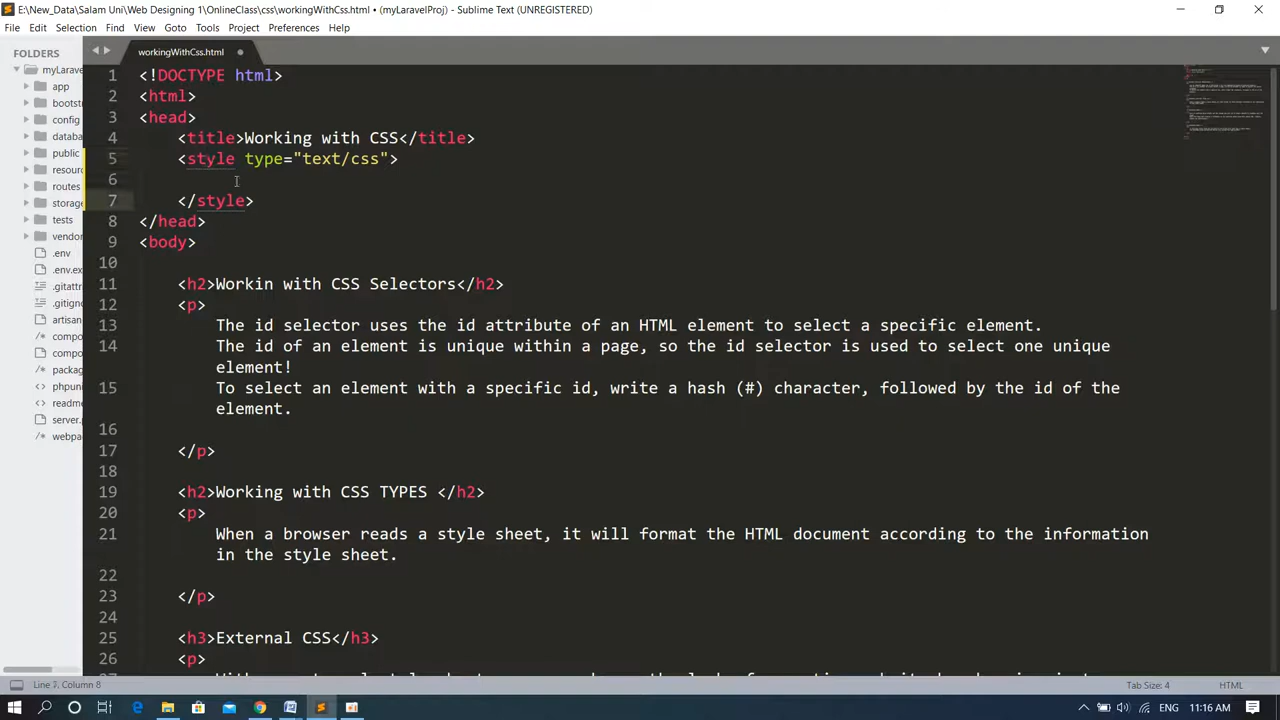 E:\New_Data\Salam Uni\Web Designing 1\OnlineClass\css\workingWithCss.html • (myLaravelProj) - Sublime Text (UNREGISTERED)
File Edit Selection Find View Goto Tools Project Preferences Help
FOLDERS
myLarav
app
bootstr
config
databa
public
resour
routes
storag
tests
vendor
.env
.env.ex
.gitattr
.gitign
artisan
compo
compo
packag
phpuni
readme
server.
webpa
workingWithCss.html
1 <!DOCTYPE html>
2 <html>
3 <head>
4 <title>Working with CSS</title>
5 <style type="text/css">
6
7 </style>
8 </head>
9 <body>
10
11 <h2>Workin with CSS Selectors</h2>
12 <p>
13 The id selector uses the id attribute of an HTML element to select a specific element.
14 The id of an element is unique within a page, so the id selector is used to select one unique
element!
15 To select an element with a specific id, write a hash (#) character, followed by the id of the
element.
16
17 </p>
18
19 <h2>Working with CSS TYPES </h2>
20 <p>
21 When a browser reads a style sheet, it will format the HTML document according to the information
in the style sheet.
22
23 </p>
24
25 <h3>External CSS</h3>
26 <p>
Line 7, Column 8
Tab Size: 4
HTML
ENG 11:16 AM